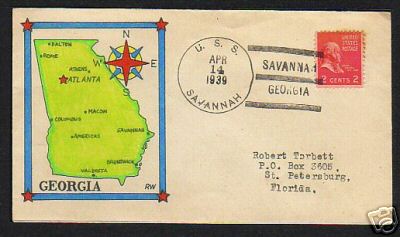 N
W E
S
DALTON
ROME
ATHENS
ATLANTA
MACON
COLUMBUS
AMERICUS
SAVANNAH
BRUNSWICK
VALDOSTA
GEORGIA
RW
U.S.S.
APR
14
1939
SAVANNAH
SAVANNAH
GEORGIA
UNITED STATES
POSTAGE
2 CENTS 2
Robert Torbett
P.O. Box 3605,
St. Petersburg,
Florida.